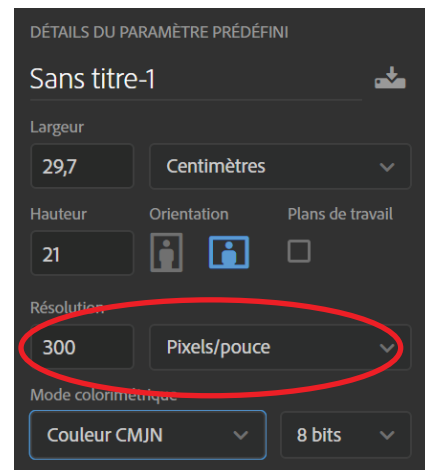 DÉTAILS DU PARAMÈTRE PRÉDÉFINI
Sans titre-1
Largeur
29,7 Centimètres
Hauteur Orientation Plans de travail
21
Résolution
300 Pixels/pouce
Mode colorimétrique
Couleur CMJN 8 bits